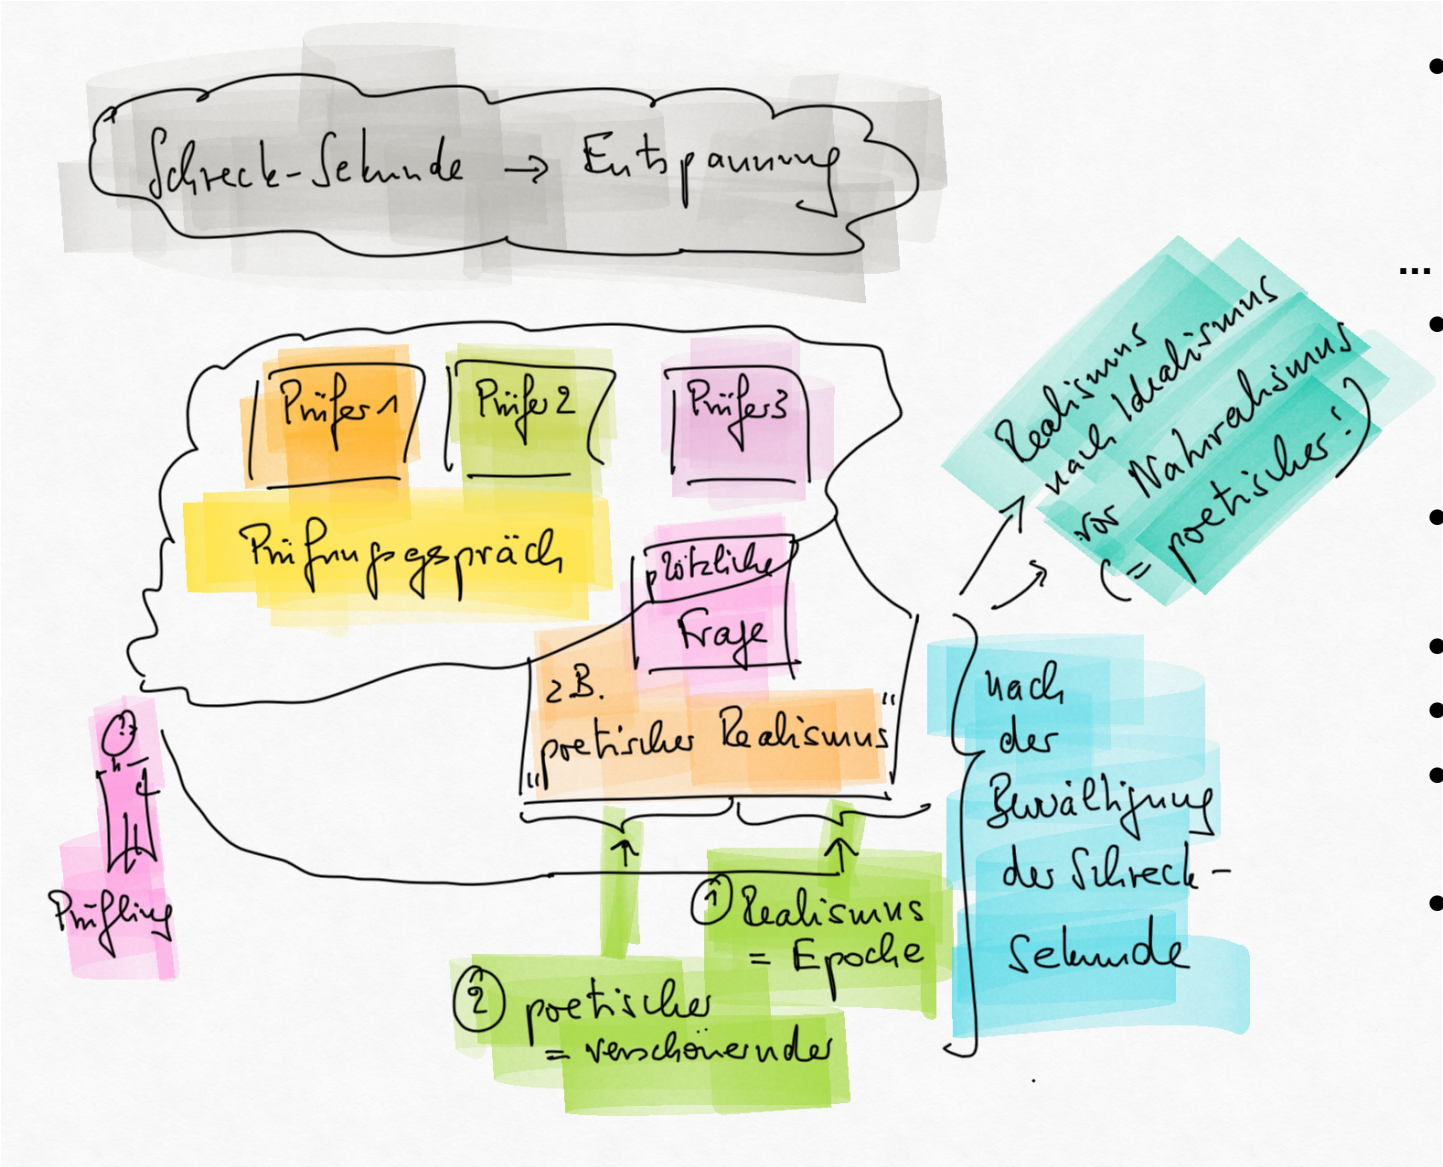 Schreck-Sekunde → Entspannung
Prüfer 1
Prüfer 2
Prüfer 3
Prüfungsgespräch
plötzliche
Frage
z B.
"poetischer Realismus"
Prüfling
① Realismus
= Epoche
② poetischer
= verschönernder
nach
der
Bewältigung
der Schreck-
Sekunde
Realismus
nach Idealismus
vor Naturalismus
(= poetischer!)
...